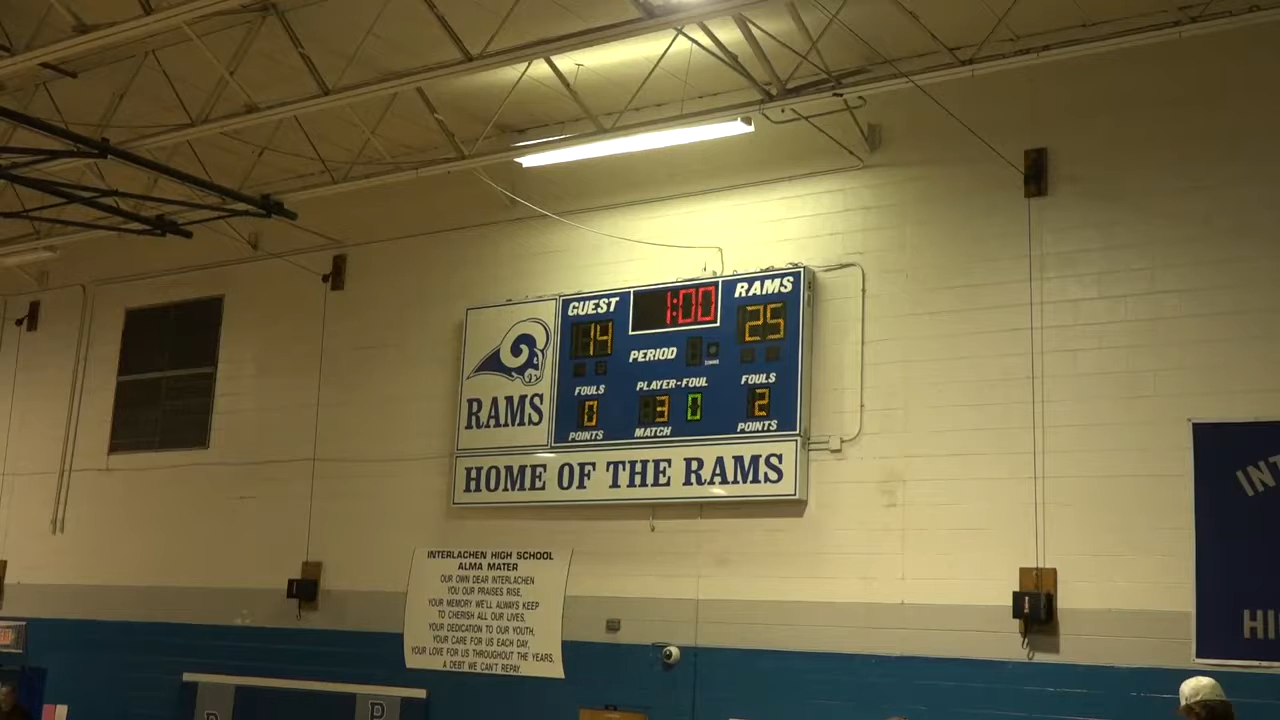 GUEST 1:00 RAMS
14 25
PERIOD
FOULS PLAYER-FOUL FOULS
0 3 0 2
POINTS MATCH POINTS
RAMS
HOME OF THE RAMS
INTERLACHEN HIGH SCHOOL
ALMA MATER
OUR OWN DEAR INTERLACHEN
YOU OUR PRAISES RISE,
YOUR MEMORY WE'LL ALWAYS KEEP
TO CHERISH ALL OUR LIVES,
YOUR DEDICATION TO OUR YOUTH,
YOUR CARE FOR US EACH DAY,
YOUR LOVE FOR US THROUGHOUT THE YEARS,
A DEBT WE CAN'T REPAY.
INT
HI
P